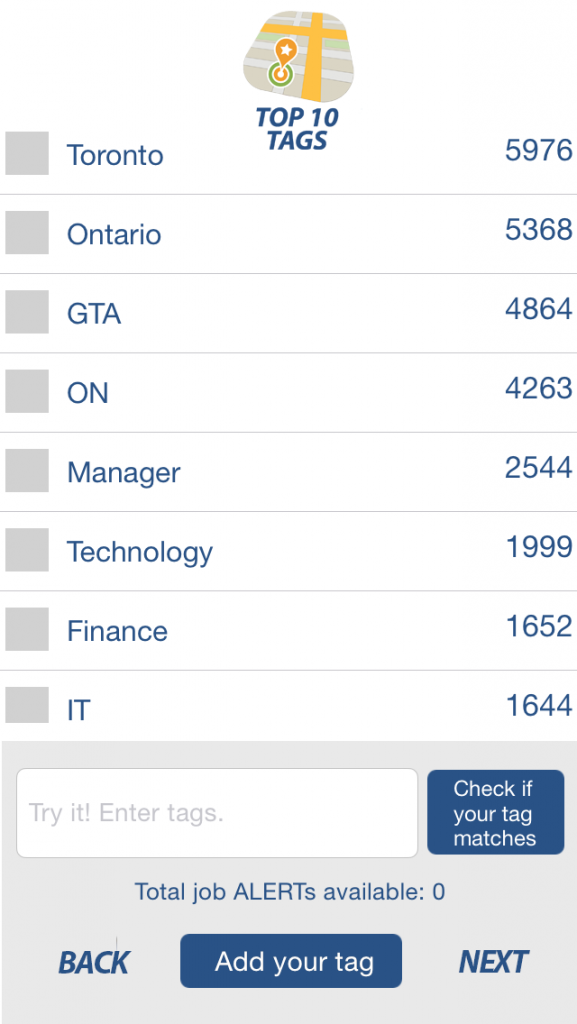 TOP 10
TAGS
Toronto 5976
Ontario 5368
GTA 4864
ON 4263
Manager 2544
Technology 1999
Finance 1652
IT 1644
Try it! Enter tags.
Check if
your tag
matches
Total job ALERTs available: 0
BACK Add your tag NEXT